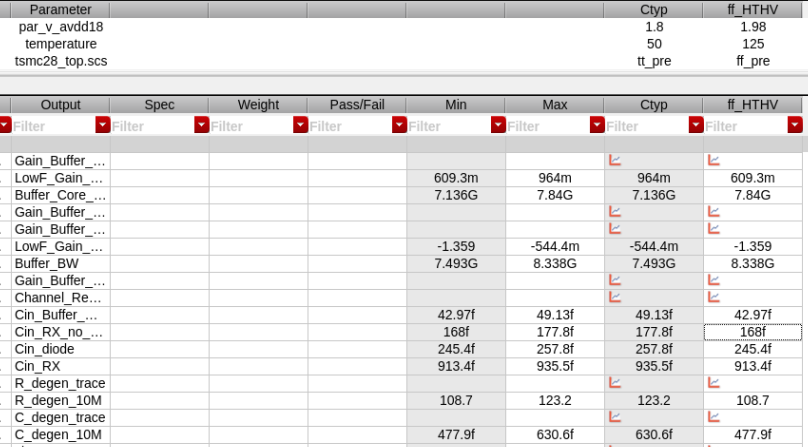 Parameter Ctyp ff_HTHV
par_v_avdd18 1.8 1.98
temperature 50 125
tsmc28_top.scs tt_pre ff_pre
Output Spec Weight Pass/Fail Min Max Ctyp ff_HTHV
Filter Filter Filter Filter Filter Filter Filter Filter
Gain_Buffer_...
LowF_Gain_... 609.3m 964m 964m 609.3m
Buffer_Core_... 7.136G 7.84G 7.136G 7.84G
Gain_Buffer_...
Gain_Buffer_...
LowF_Gain_... -1.359 -544.4m -544.4m -1.359
Buffer_BW 7.493G 8.338G 7.493G 8.338G
Gain_Buffer_...
Channel_Re...
Cin_Buffer_... 42.97f 49.13f 49.13f 42.97f
Cin_RX_no_... 168f 177.8f 177.8f 168f
Cin_diode 245.4f 257.8f 257.8f 245.4f
Cin_RX 913.4f 935.5f 935.5f 913.4f
R_degen_trace
R_degen_10M 108.7 123.2 123.2 108.7
C_degen_trace
C_degen_10M 477.9f 630.6f 630.6f 477.9f